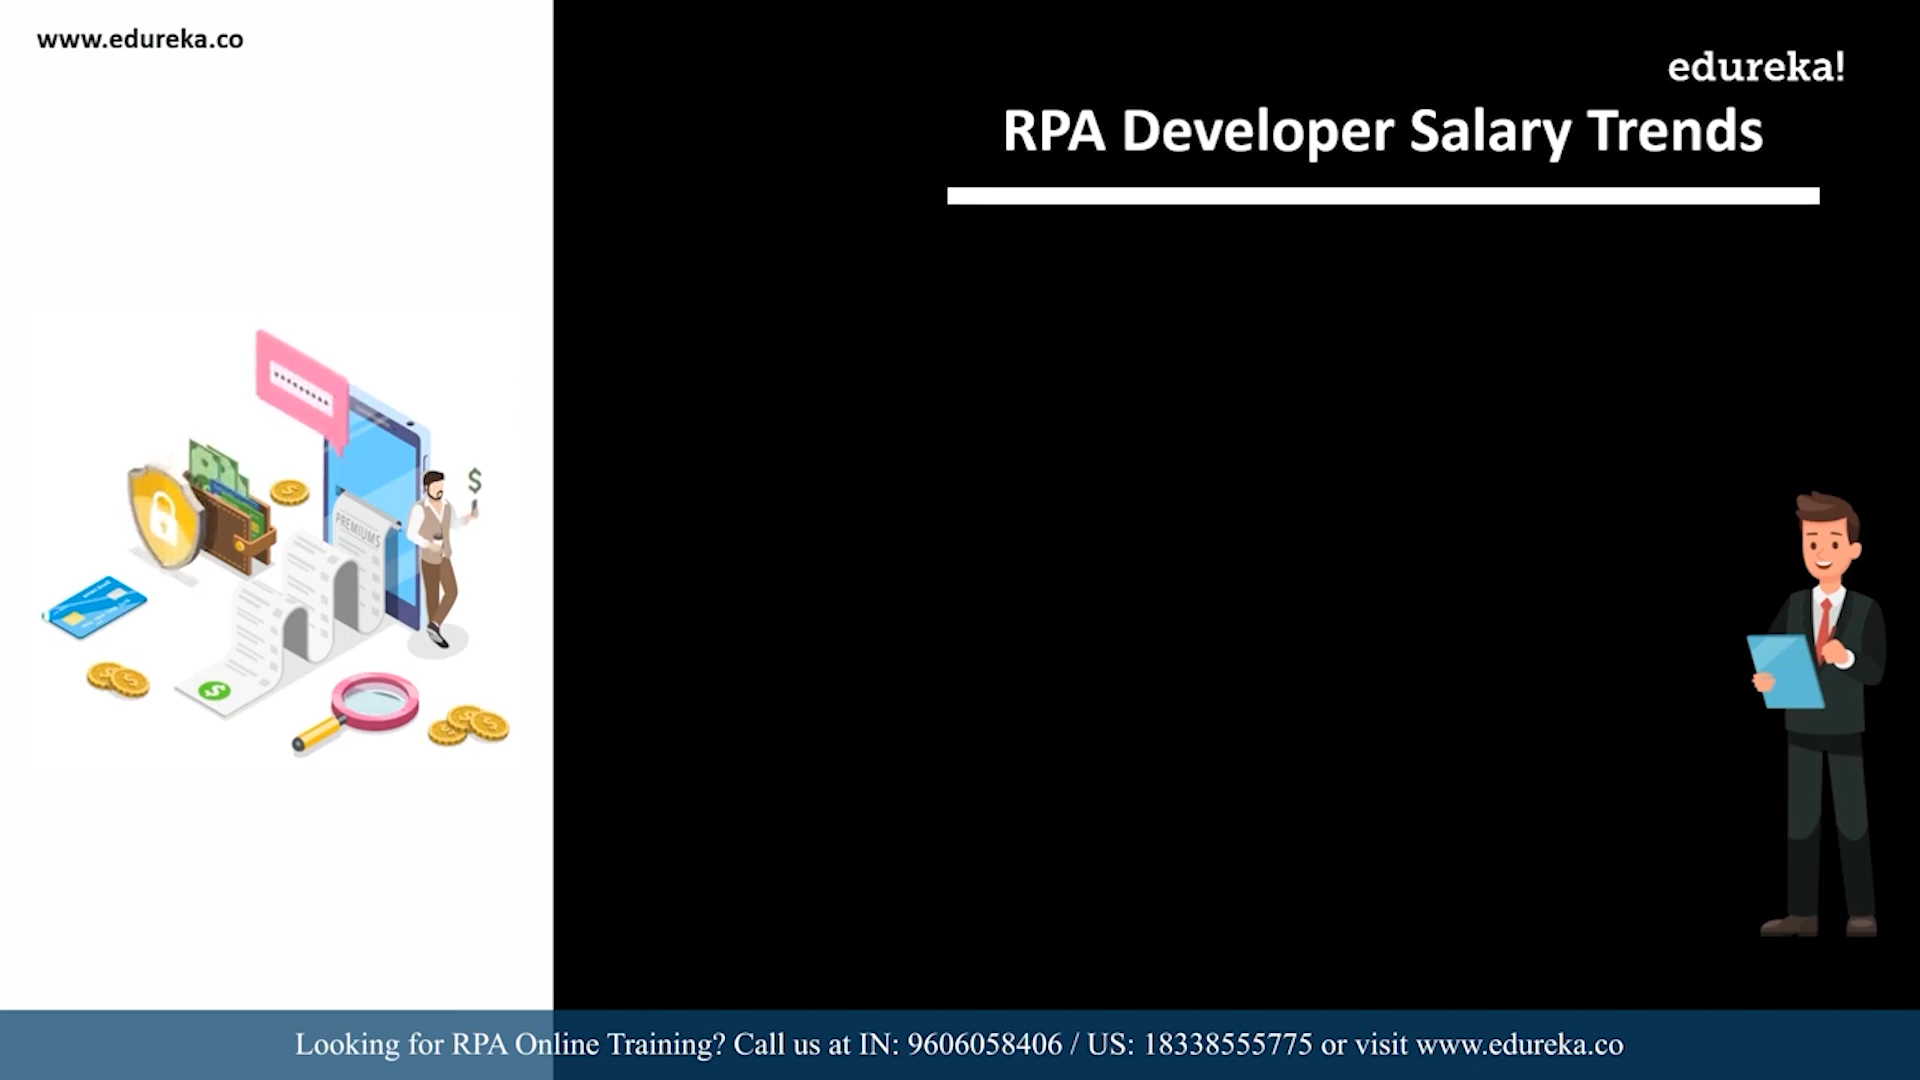 www.edureka.co
edureka!
RPA Developer Salary Trends
PREMIUMS
Looking for RPA Online Training? Call us at IN: 9606058406 / US: 18338555775 or visit www.edureka.co